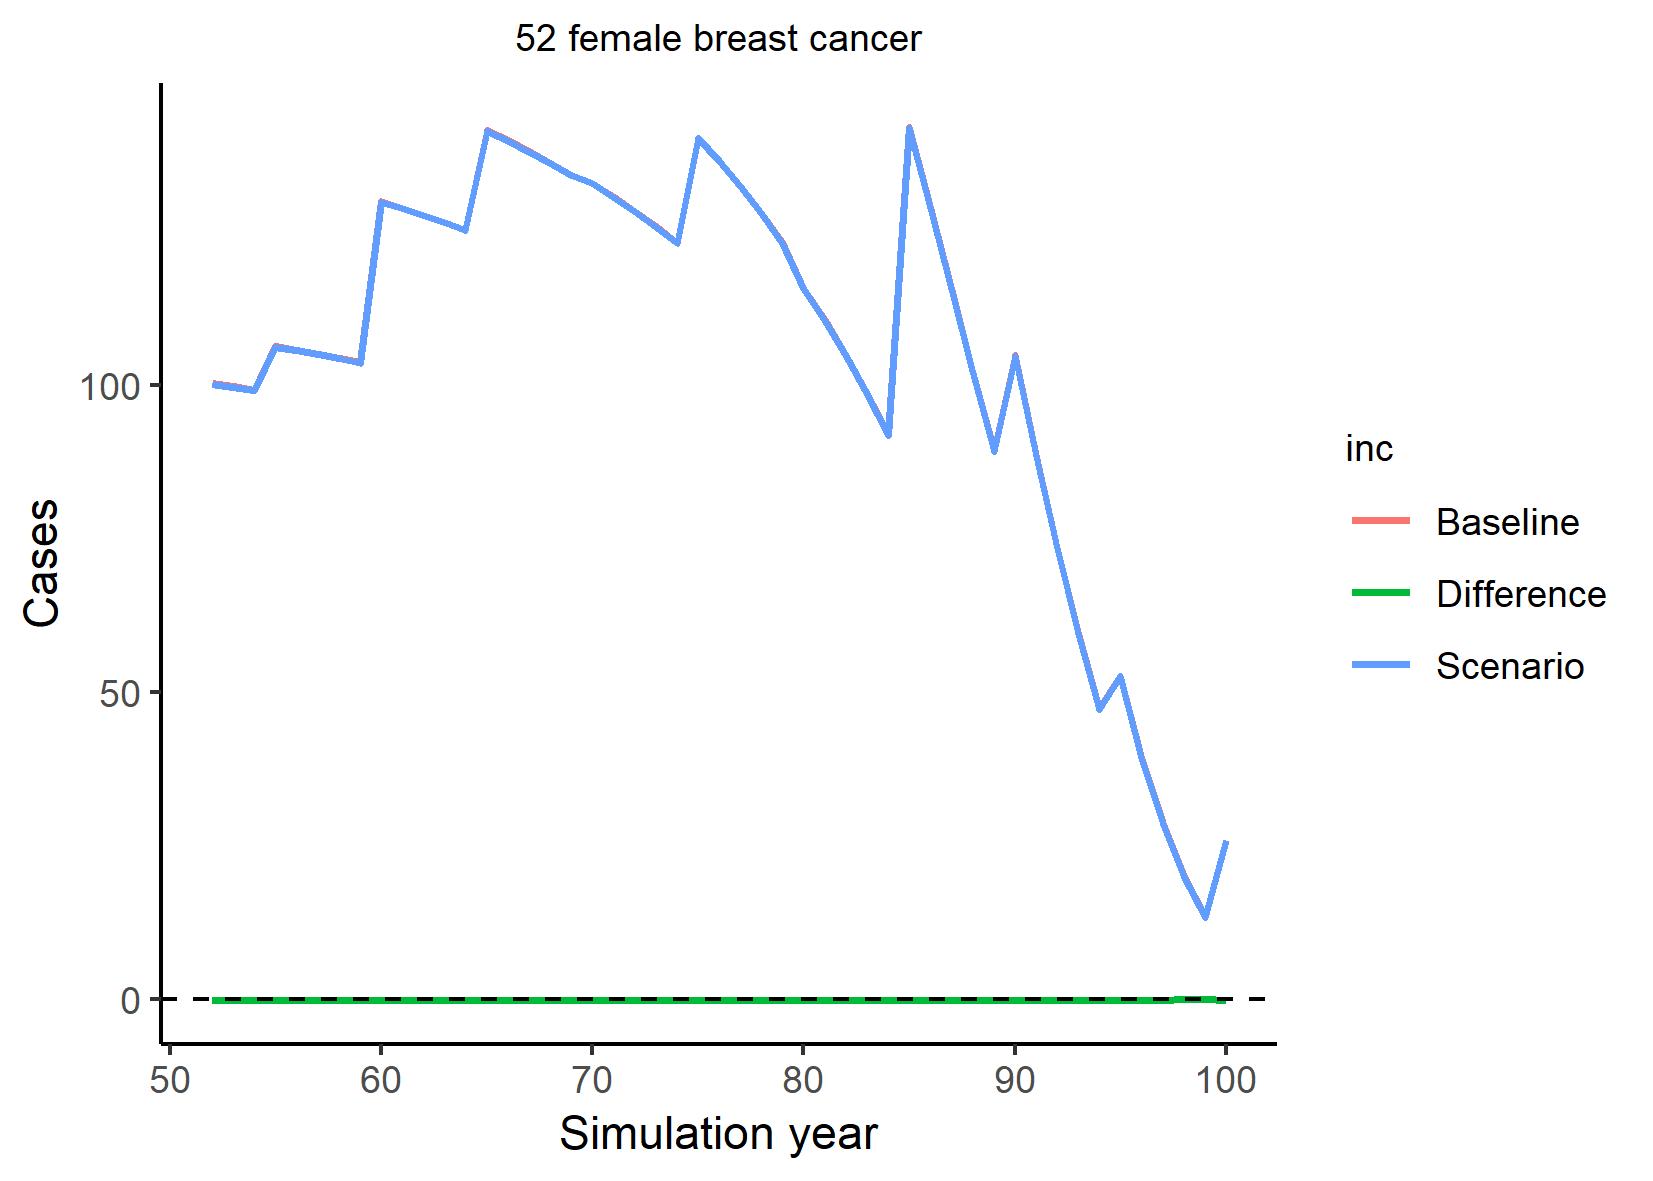 52 female breast cancer
Cases
100
50
0
50 60 70 80 90 100
Simulation year
inc
Baseline
Difference
Scenario